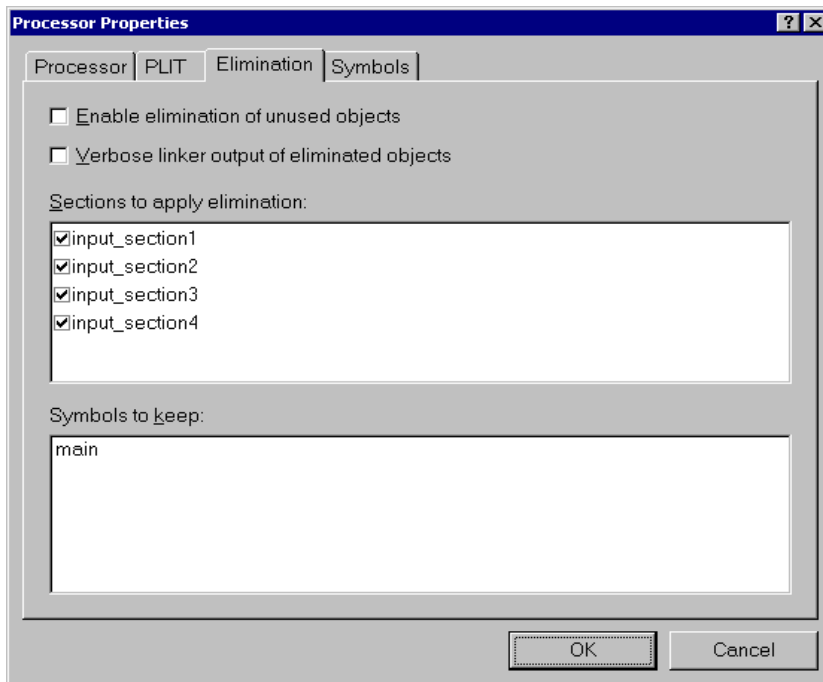 Processor Properties
Processor PLIT Elimination Symbols
Enable elimination of unused objects
Verbose linker output of eliminated objects
Sections to apply elimination:
input_section1
input_section2
input_section3
input_section4
Symbols to keep:
main
OK Cancel